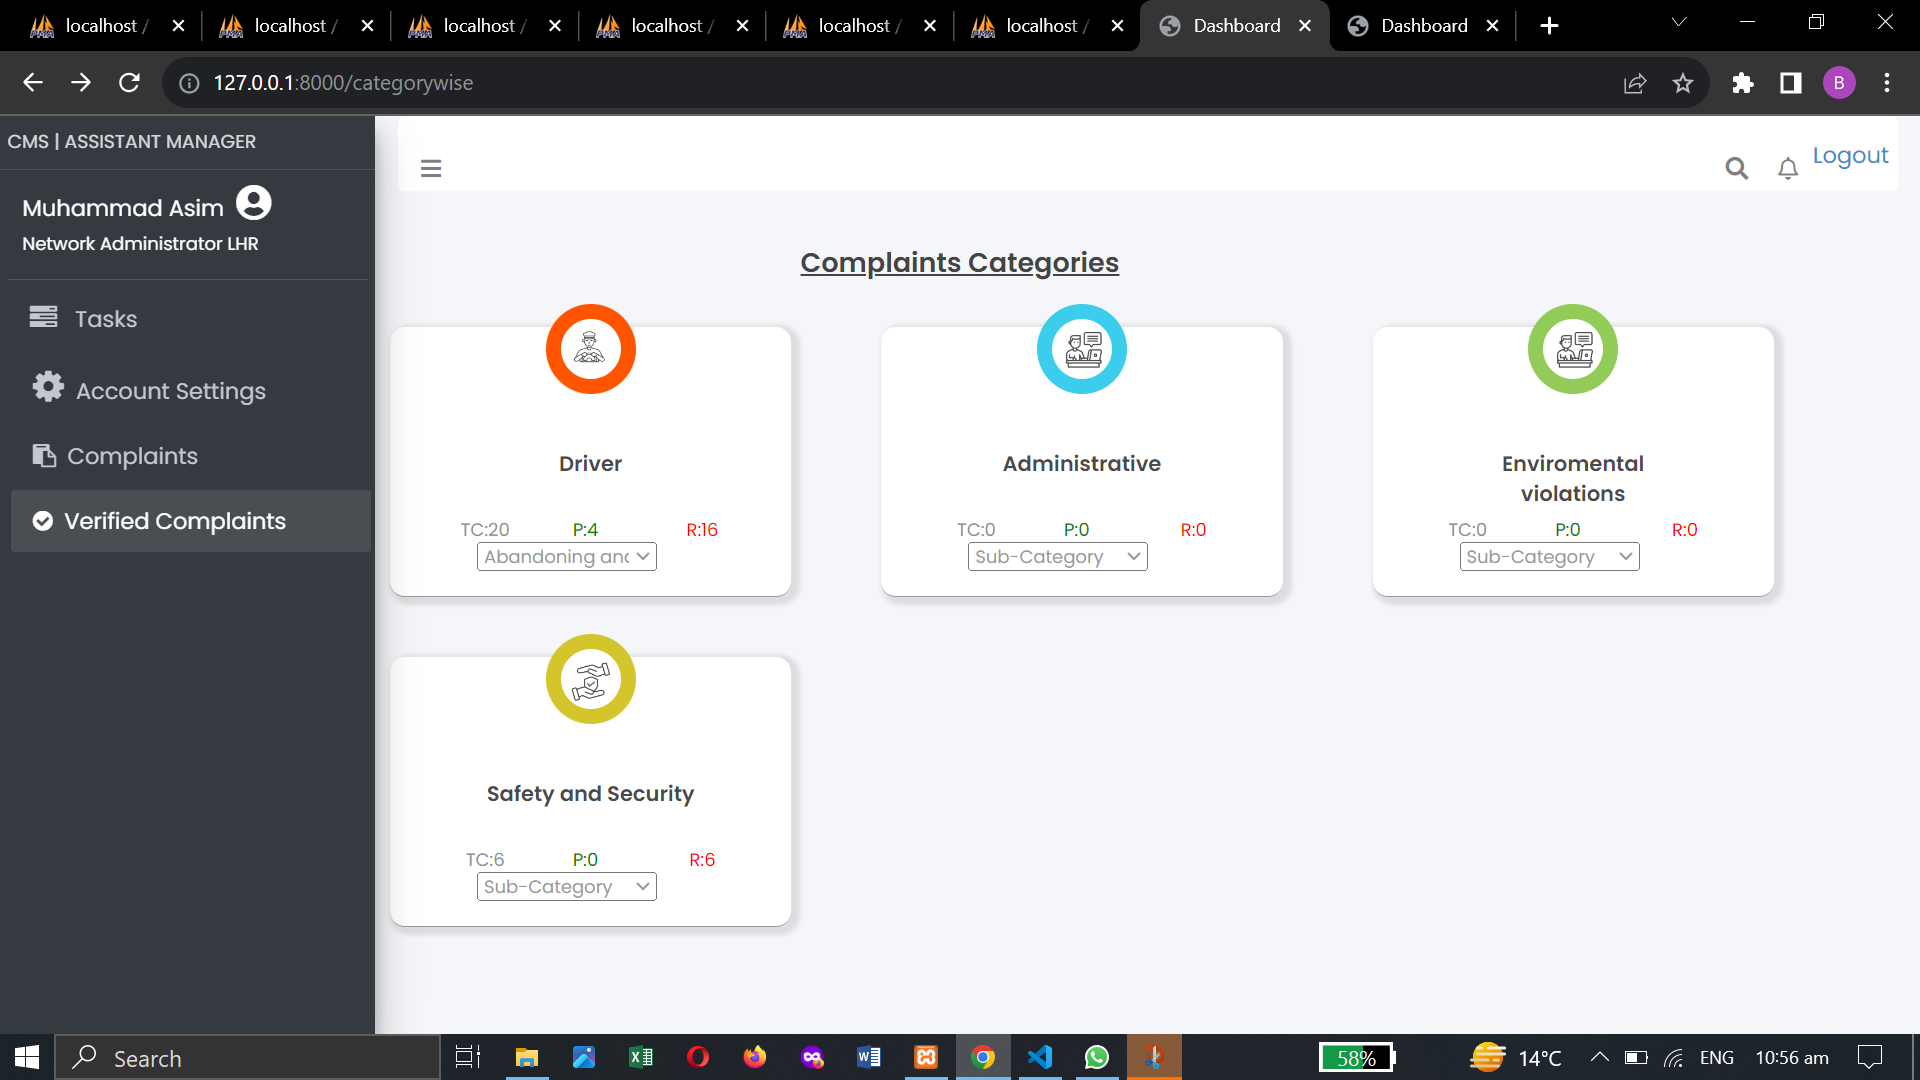 localhost /
localhost /
localhost /
localhost /
localhost /
localhost /
Dashboard
Dashboard
127.0.0.1:8000/categorywise
B
CMS | ASSISTANT MANAGER
Muhammad Asim
Network Administrator LHR
Tasks
Account Settings
Complaints
Verified Complaints
Logout
Complaints Categories
Driver
TC:20 P:4 R:16
Abandoning and
Administrative
TC:0 P:0 R:0
Sub-Category
Enviromental
violations
TC:0 P:0 R:0
Sub-Category
Safety and Security
TC:6 P:0 R:6
Sub-Category
Search
58%
14°C
ENG
10:56 am